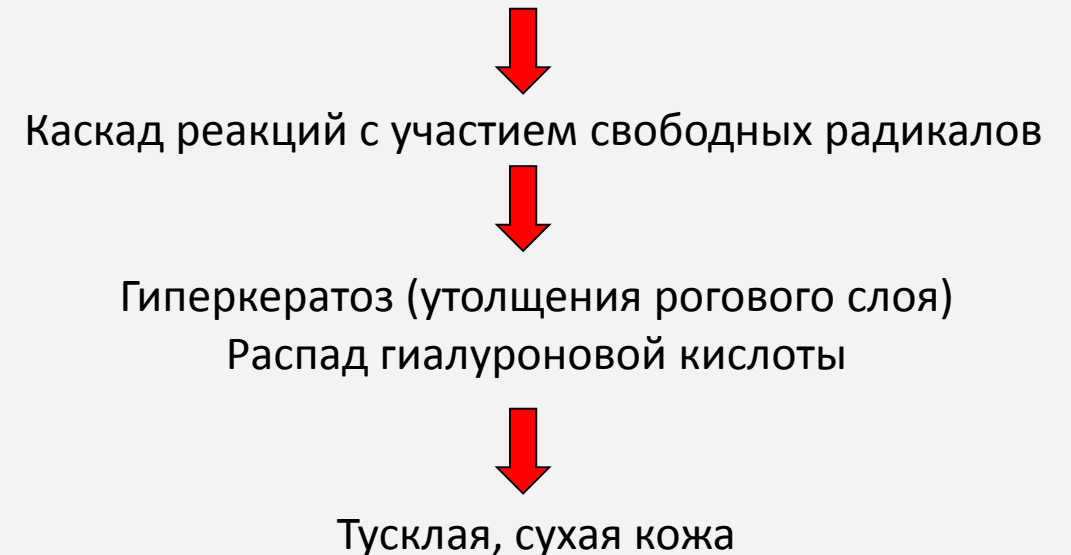 Каскад реакций с участием свободных радикалов
Гиперкератоз (утолщения рогового слоя)
Распад гиалуроновой кислоты
Тусклая, сухая кожа